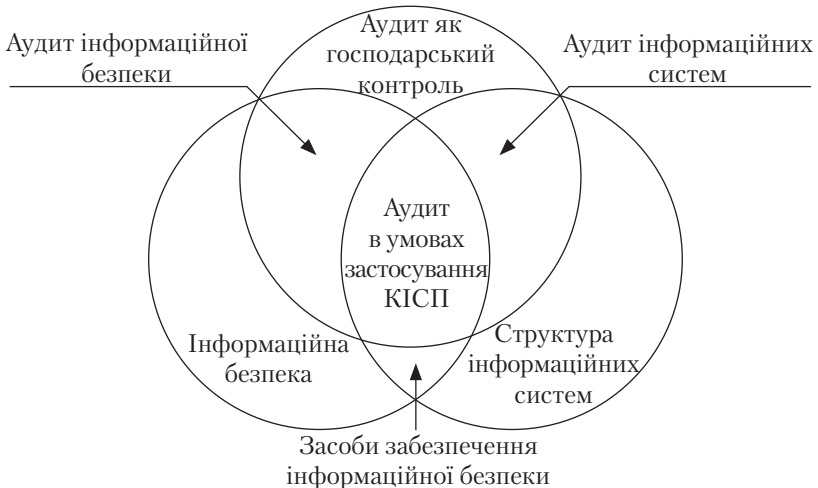 Аудит інформаційної
безпеки
Аудит як
господарський
контроль
Аудит інформаційних
систем
Аудит
в умовах
застосування
КІСП
Інформаційна
безпека
Структура
інформаційних
систем
Засоби забезпечення
інформаційної безпеки